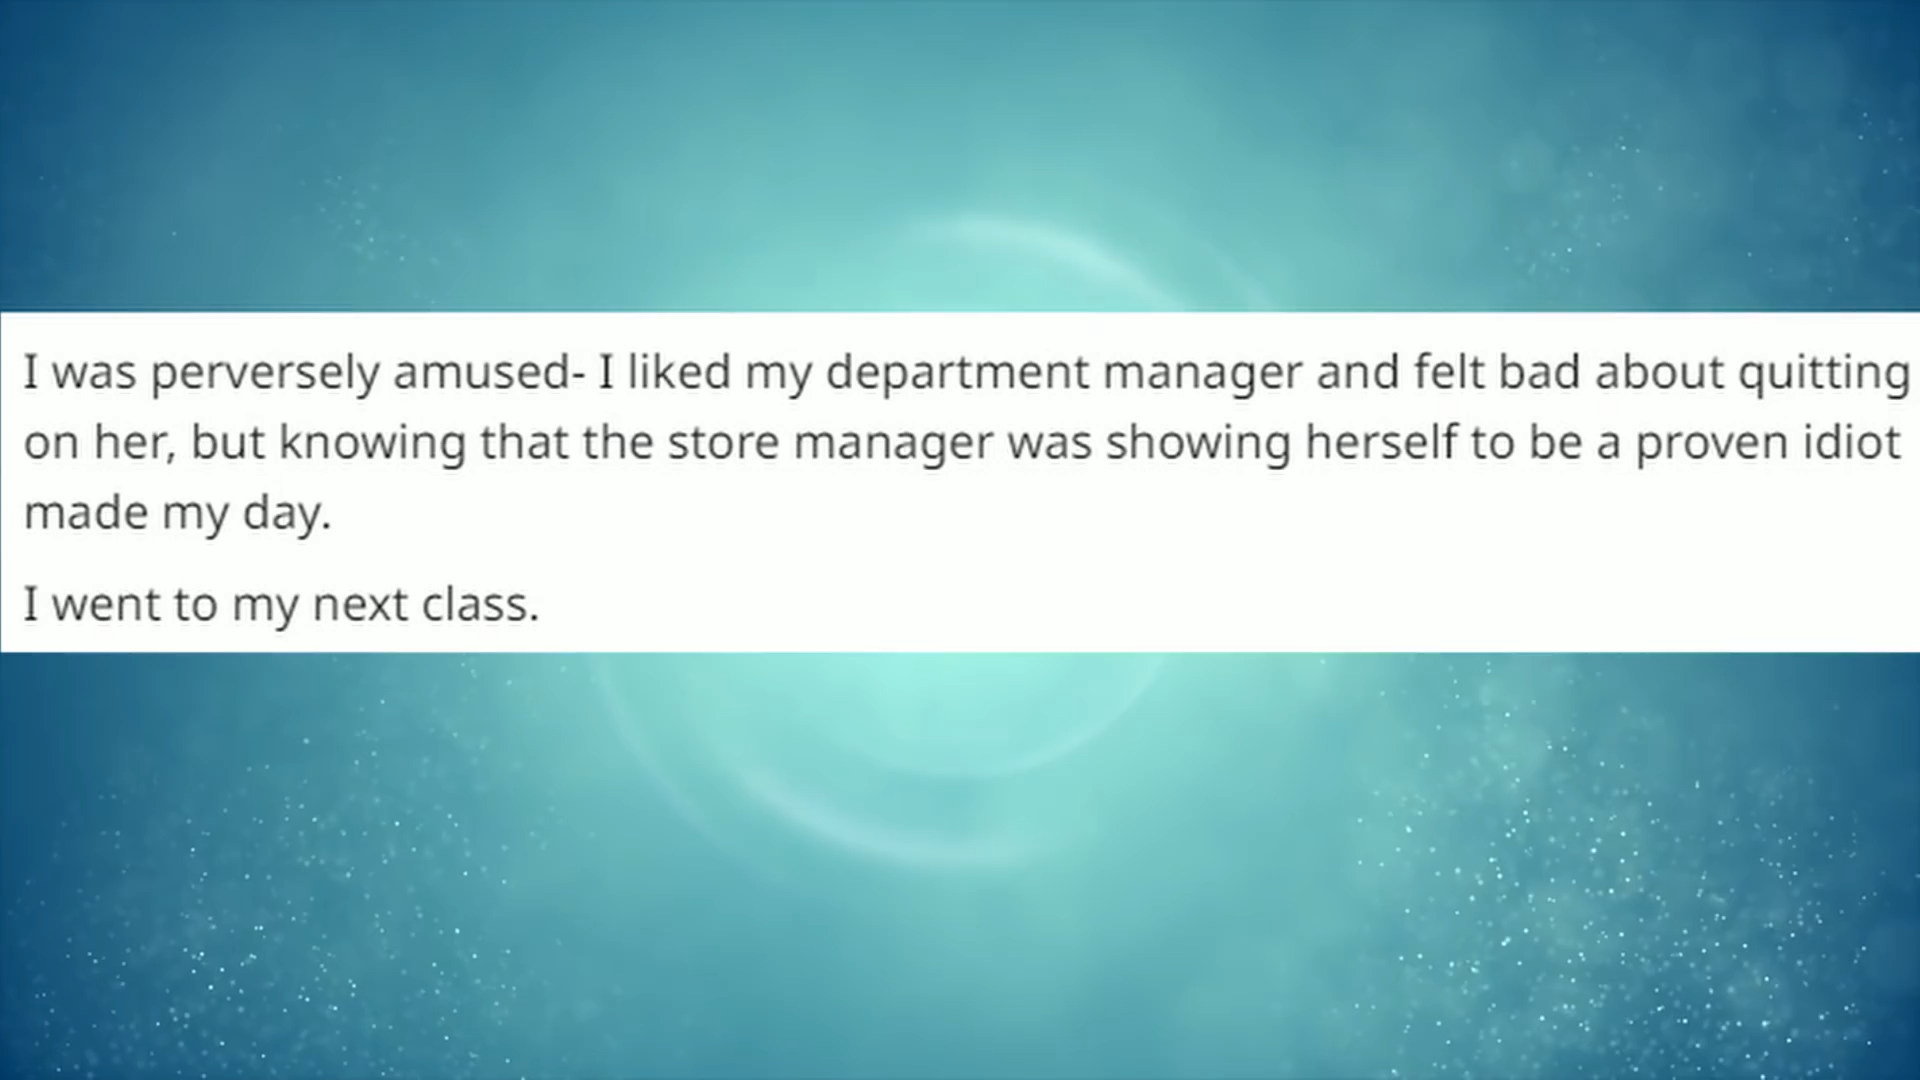 I was perversely amused- I liked my department manager and felt bad about quitting
on her, but knowing that the store manager was showing herself to be a proven idiot
made my day.
I went to my next class.